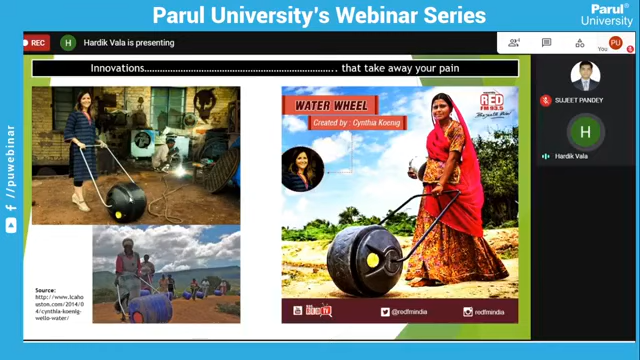 Parul University's Webinar Series
Parul®
University
REC
H
Hardik Vala is presenting
PU
You
Innovations................................................................. that take away your pain
SUJEET PANDEY
H
Hardik Vala
WATER WHEEL
Created by : Cynthia Koenig
RED
FM 93.5
Source:
http://www.icaho
uston.com/2014/0
4/cynthia-koenig-
wello-water/
@redfmindia
redfmindia
/puwebinar